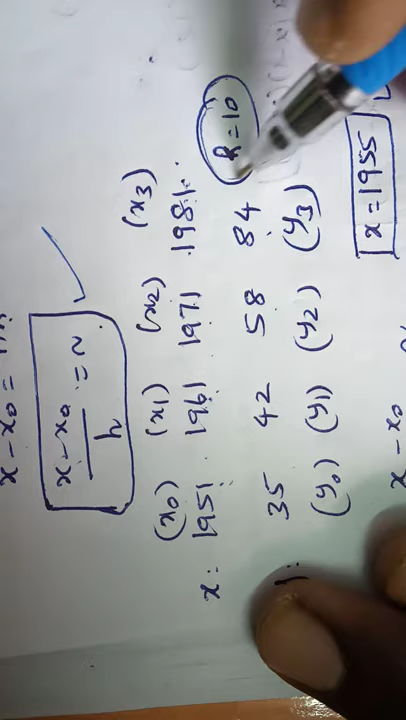 x - x₀ =
x - x₀ / h = r
(x₀) (x₁) (x₂) (x₃)
x: 1951 1961 1971 1981
35 42 58 84
(y₀) (y₁) (y₂) (y₃)
h = 10
x = 1955
x - x₀